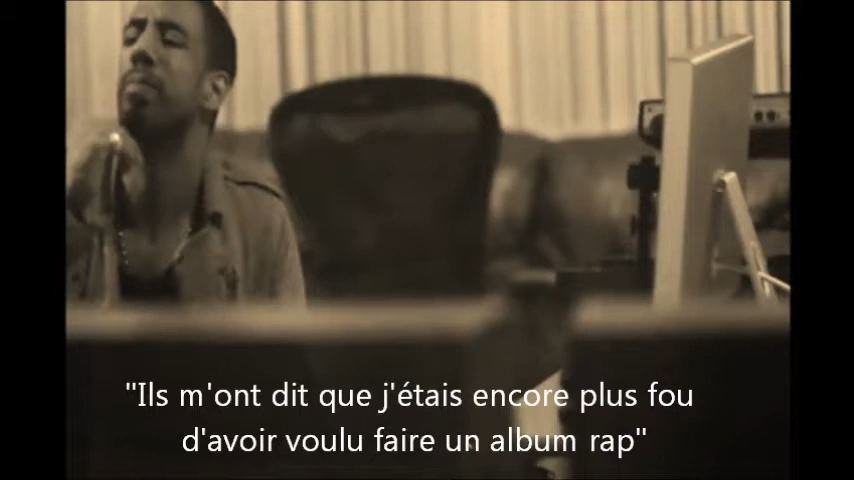 "Ils m'ont dit que j'étais encore plus fou
d'avoir voulu faire un album rap"